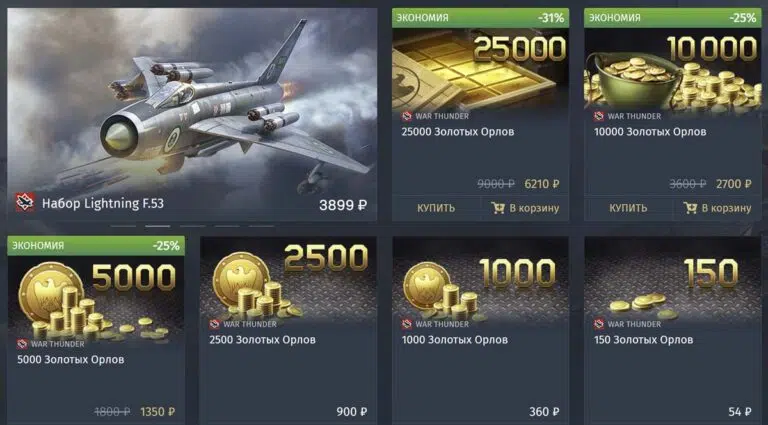 Набор Lightning F.53
3899 ₽
ЭКОНОМИЯ
-31%
25000
WAR THUNDER
25000 Золотых Орлов
9000 ₽ 6210 ₽
КУПИТЬ
В корзину
ЭКОНОМИЯ
-25%
10000
WAR THUNDER
10000 Золотых Орлов
3600 ₽ 2700 ₽
КУПИТЬ
В корзину
ЭКОНОМИЯ
-25%
5000
WAR THUNDER
5000 Золотых Орлов
1800 ₽ 1350 ₽
2500
WAR THUNDER
2500 Золотых Орлов
900 ₽
1000
WAR THUNDER
1000 Золотых Орлов
360 ₽
150
WAR THUNDER
150 Золотых Орлов
54 ₽